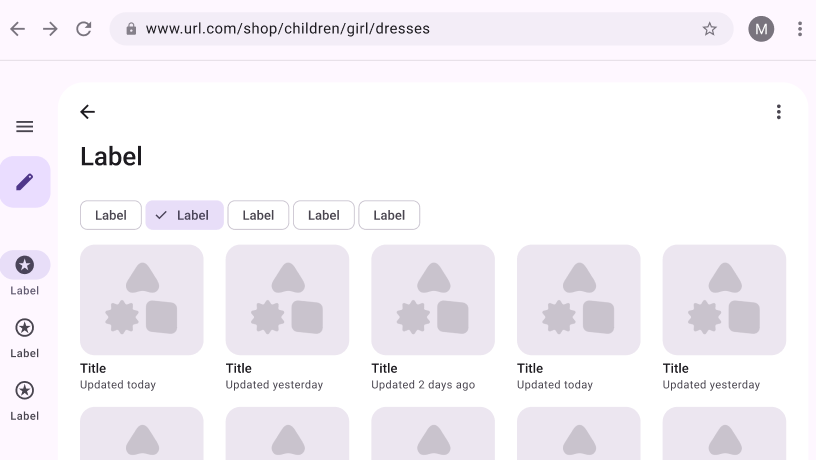 www.url.com/shop/children/girl/dresses
M
Label
Label Label Label Label Label
Label
Label
Label
Title Title Title Title Title
Updated today Updated yesterday Updated 2 days ago Updated today Updated yesterday